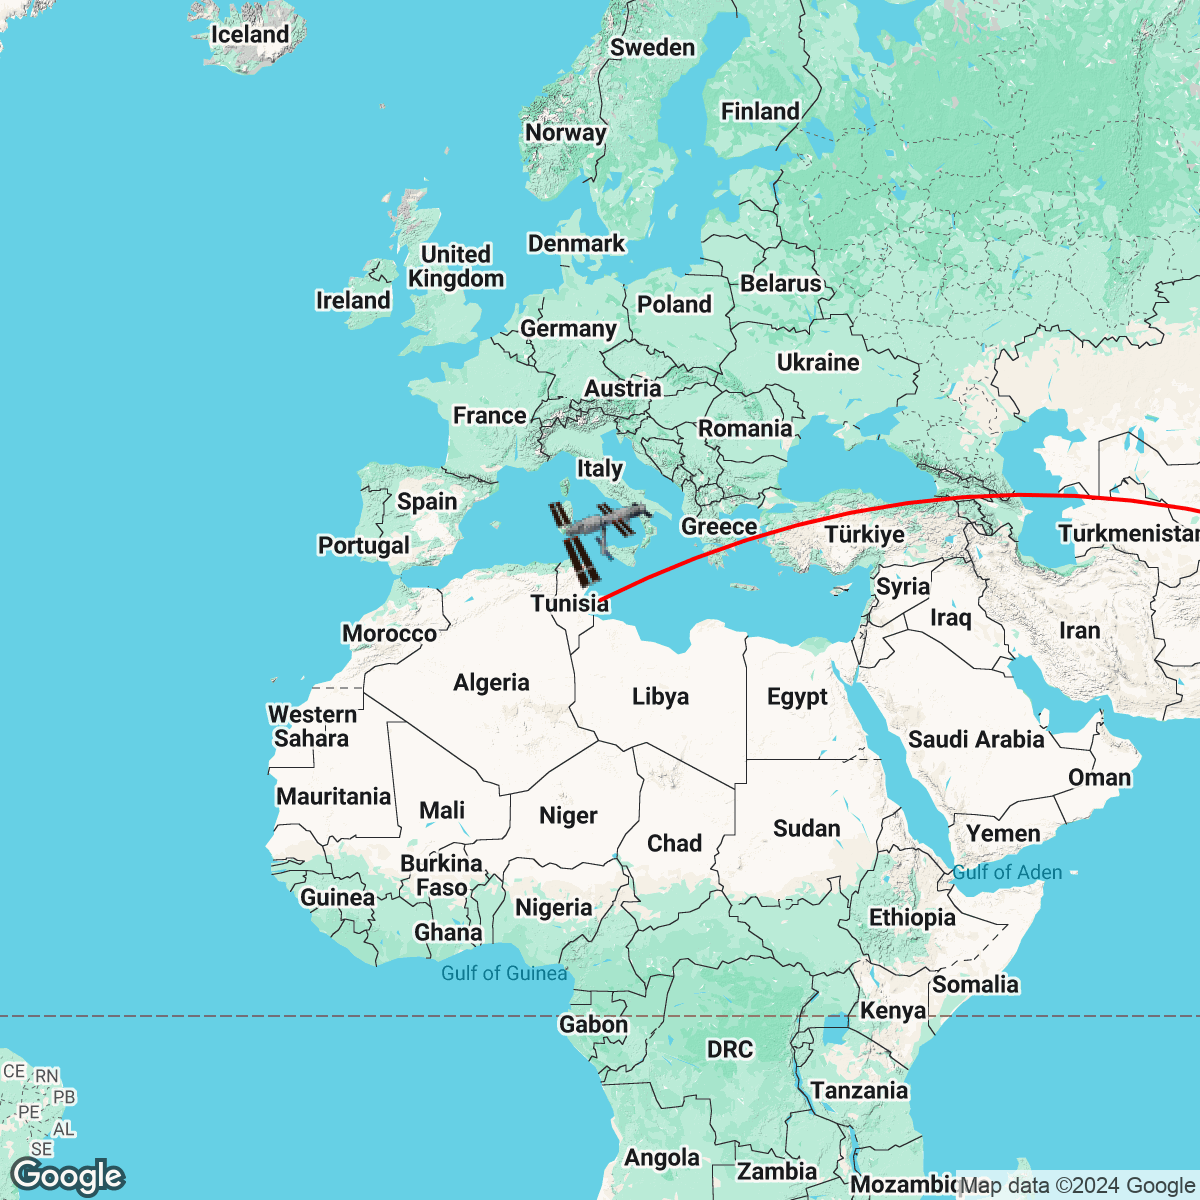 Iceland
Sweden
Finland
Norway
Denmark
United
Kingdom
Belarus
Ireland
Poland
Germany
Ukraine
Austria
France
Romania
Italy
Spain
Greece
Türkiye
Turkmenistan
Portugal
Syria
Tunisia
Iraq
Iran
Morocco
Algeria
Libya
Egypt
Western
Sahara
Saudi Arabia
Oman
Mauritania
Mali
Niger
Sudan
Yemen
Chad
Burkina
Faso
Gulf of Aden
Guinea
Nigeria
Ethiopia
Ghana
Gulf of Guinea
Somalia
Kenya
Gabon
DRC
CE
RN
Tanzania
PB
PE
AL
SE
Angola
Zambia
Google
Map data ©2024 Google